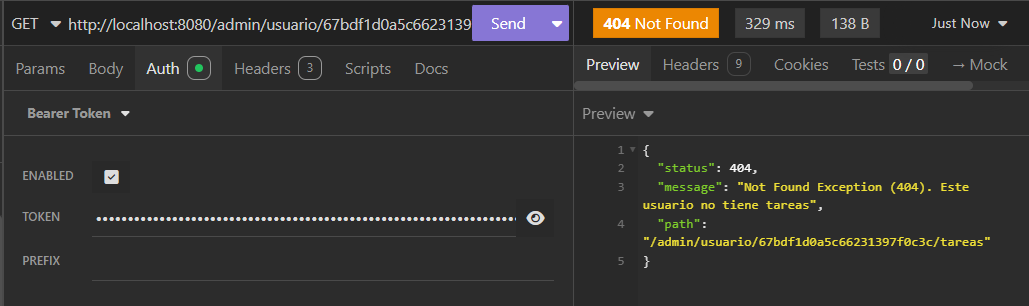 GET http://localhost:8080/admin/usuario/67bdf1d0a5c6623139 Send
404 Not Found 329 ms 138 B Just Now
Params Body Auth Headers 3 Scripts Docs
Preview Headers 9 Cookies Tests 0 / 0 → Mock
Bearer Token
Preview
ENABLED
TOKEN ••••••••••••••••••••••••••••••••••••••••••••••••••••••••••••••
PREFIX
1 {
2 "status": 404,
3 "message": "Not Found Exception (404). Este
usuario no tiene tareas",
4 "path":
"/admin/usuario/67bdf1d0a5c66231397f0c3c/tareas"
5 }